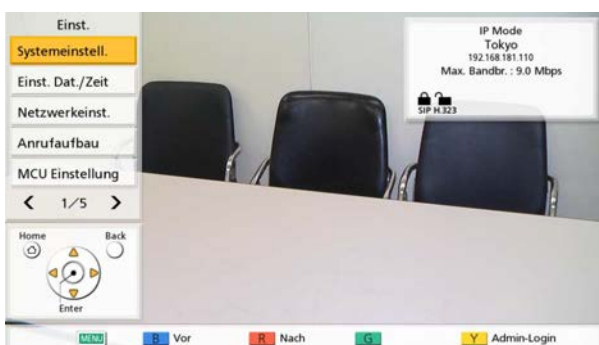 Einst.
Systemeinstell.
Einst. Dat./Zeit
Netzwerkeinst.
Anrufaufbau
MCU Einstellung
1/5
Home
Back
Enter
IP Mode
Tokyo
192.168.181.110
Max. Bandbr. : 9.0 Mbps
SIP H.323
MENU
B Vor
R Nach
G
Y Admin-Login